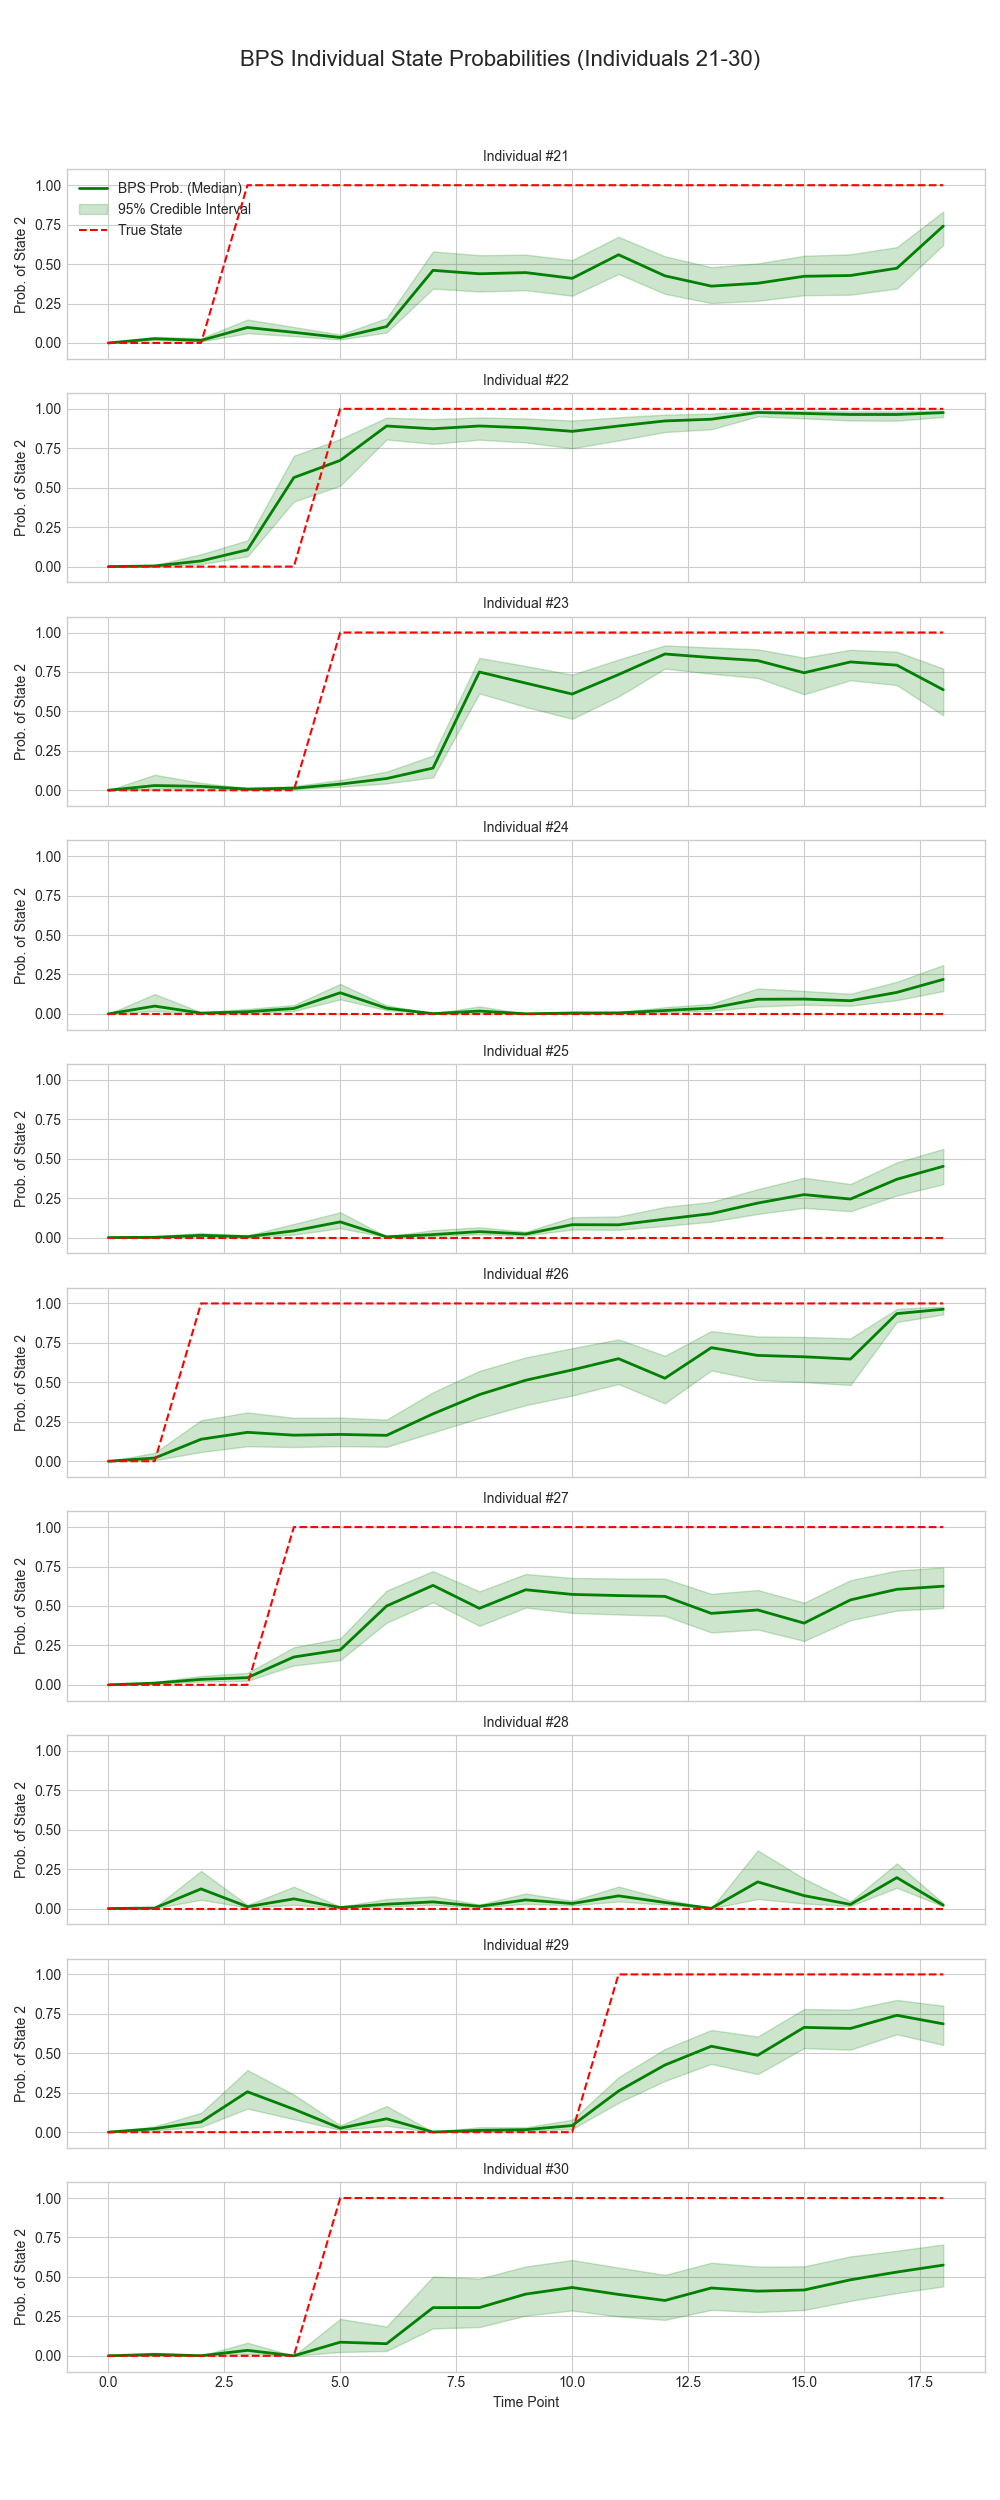 BPS Individual State Probabilities (Individuals 21-30)
Individual #21
BPS Prob. (Median)
95% Credible Interval
True State
Prob. of State 2
1.00
0.75
0.50
0.25
0.00
Individual #22
Prob. of State 2
1.00
0.75
0.50
0.25
0.00
Individual #23
Prob. of State 2
1.00
0.75
0.50
0.25
0.00
Individual #24
Prob. of State 2
1.00
0.75
0.50
0.25
0.00
Individual #25
Prob. of State 2
1.00
0.75
0.50
0.25
0.00
Individual #26
Prob. of State 2
1.00
0.75
0.50
0.25
0.00
Individual #27
Prob. of State 2
1.00
0.75
0.50
0.25
0.00
Individual #28
Prob. of State 2
1.00
0.75
0.50
0.25
0.00
Individual #29
Prob. of State 2
1.00
0.75
0.50
0.25
0.00
Individual #30
Prob. of State 2
1.00
0.75
0.50
0.25
0.00
0.0 2.5 5.0 7.5 10.0 12.5 15.0 17.5
Time Point